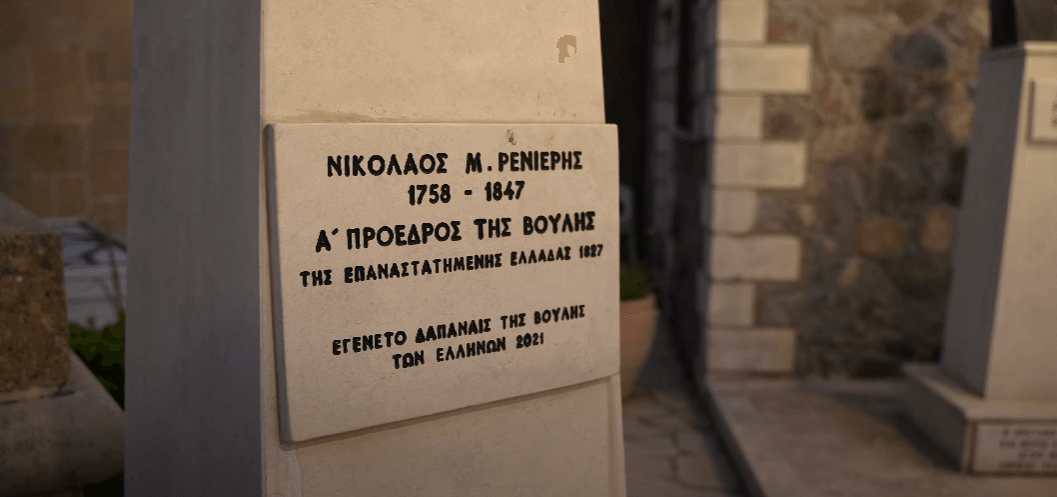 ΝΙΚΟΛΑΟΣ Μ. ΡΕΝΙΕΡΗΣ
1758 - 1847
Α΄ ΠΡΟΕΔΡΟΣ ΤΗΣ ΒΟΥΛΗΣ
ΤΗΣ ΕΠΑΝΑΣΤΑΤΗΜΕΝΗΣ ΕΛΛΑΔΑΣ 1827
ΕΓΕΝΕΤΟ ΔΑΠΑΝΑΙΣ ΤΗΣ ΒΟΥΛΗΣ
ΤΩΝ ΕΛΛΗΝΩΝ 2021